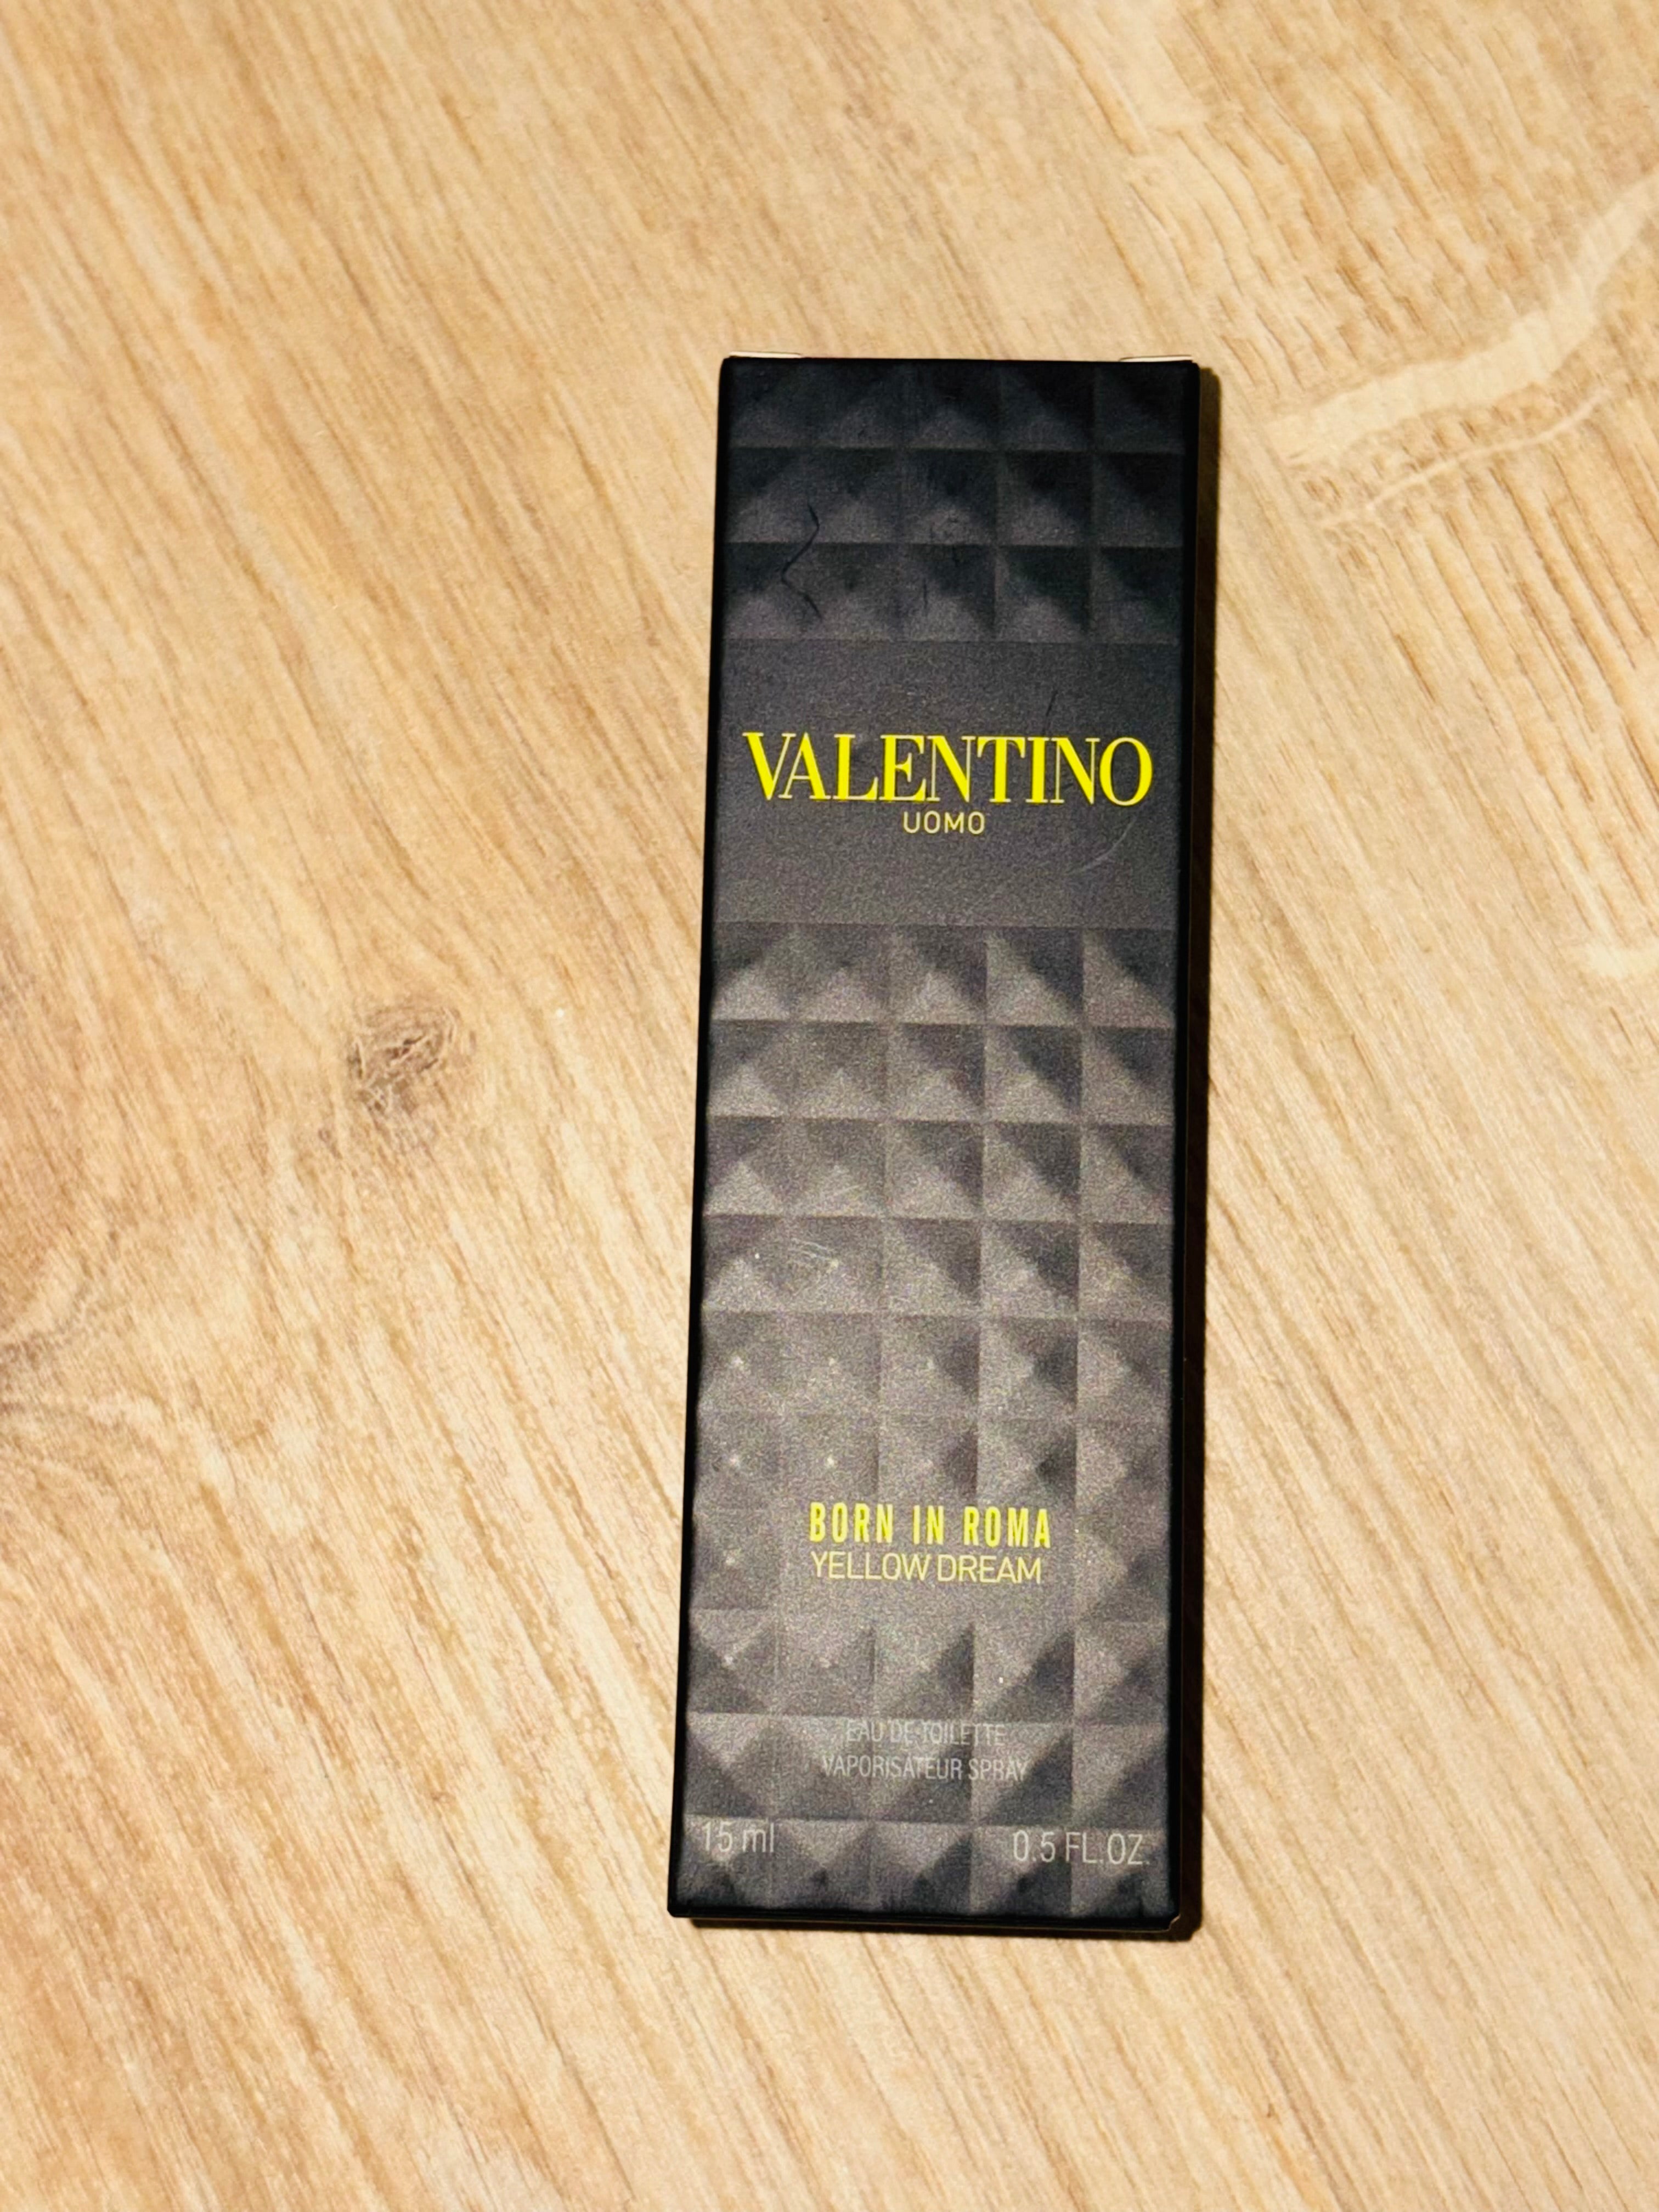 VALENTINO
UOMO
BORN IN ROMA
YELLOW DREAM
EAU DE TOILETTE
VAPORISATEUR SPRAY
15 ml 0.5 FL.OZ.